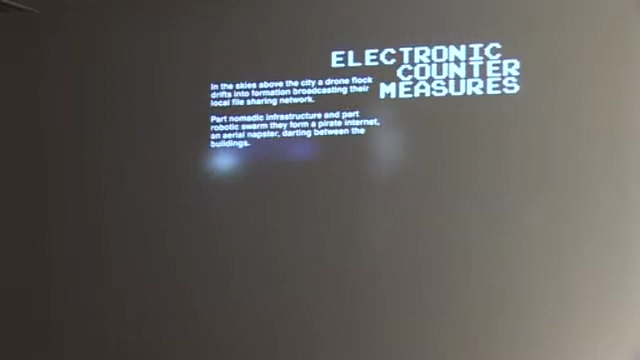 ELECTRONIC
COUNTER
MEASURES
In the skies above the city a drone flock
drifts into formation broadcasting their
local file sharing network.
Part nomadic infrastructure and part
robotic swarm they form a pirate internet,
an aerial napster, darting between the
buildings.